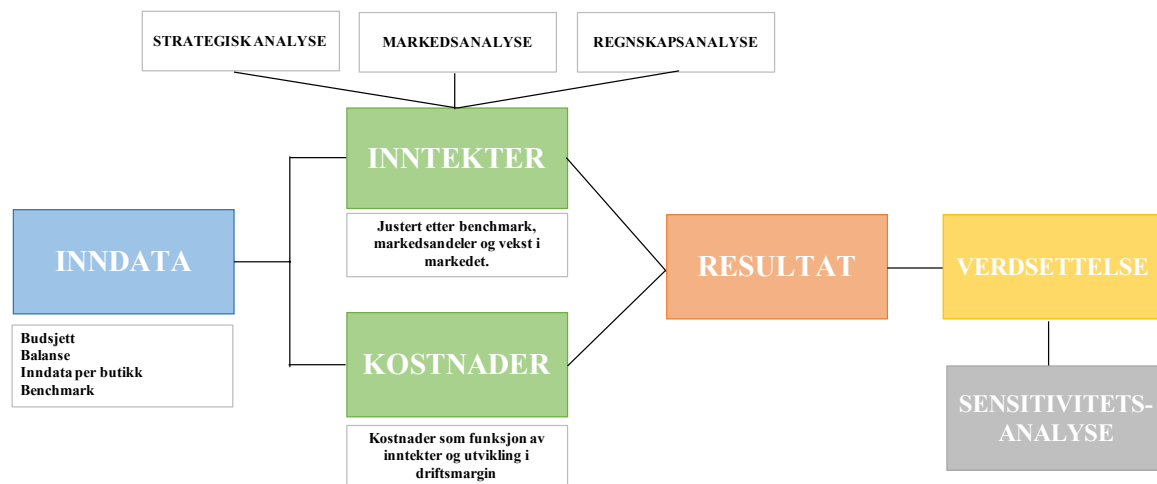 STRATEGISK ANALYSE
MARKEDSANALYSE
REGNSKAPSANALYSE
INNTEKTER
Justert etter benchmark,
markedsandeler og vekst i
markedet.
INNDATA
Budsjett
Balanse
Inndata per butikk
Benchmark
KOSTNADER
Kostnader som funksjon av
inntekter og utvikling i
driftsmargin
RESULTAT
VERDSETTELSE
SENSITIVITETS-
ANALYSE